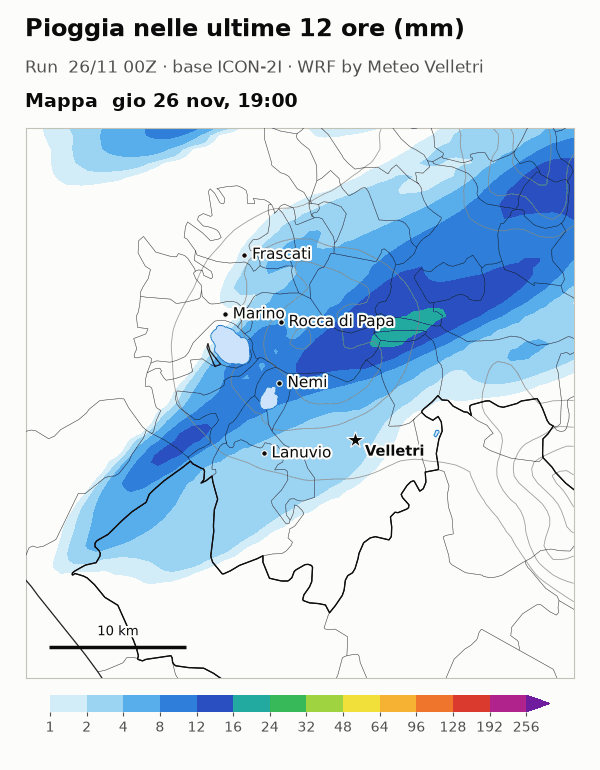 Pioggia nelle ultime 12 ore (mm)
Run  26/11 00Z · base ICON-2I · WRF by Meteo Velletri
Mappa  gio 26 nov, 19:00
Frascati
Marino
Rocca di Papa
Nemi
Velletri
Lanuvio
10 km
1 2 4 8 12 16 24 32 48 64 96 128 192 256